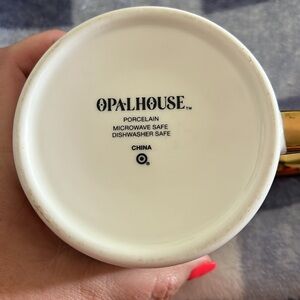 OPALHOUSE™
PORCELAIN
MICROWAVE SAFE
DISHWASHER SAFE
CHINA
®